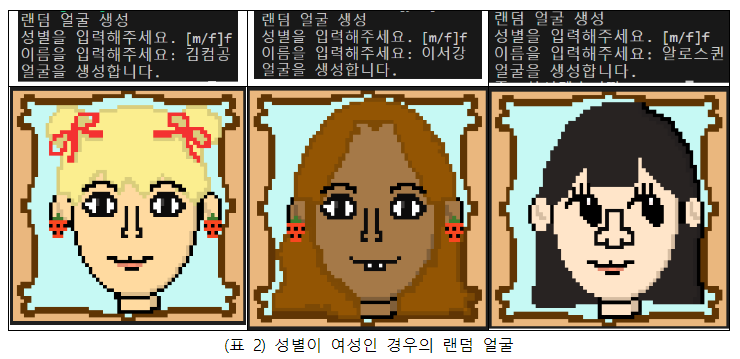 랜덤 얼굴 생성
성별을 입력해주세요. [m/f]f
이름을 입력해주세요: 김컴공
얼굴을 생성합니다.
랜덤 얼굴 생성
성별을 입력해주세요. [m/f]f
이름을 입력해주세요: 이서강
얼굴을 생성합니다.
랜덤 얼굴 생성
성별을 입력해주세요. [m/f]f
이름을 입력해주세요: 알로스퀸
얼굴을 생성합니다.
(표 2) 성별이 여성인 경우의 랜덤 얼굴